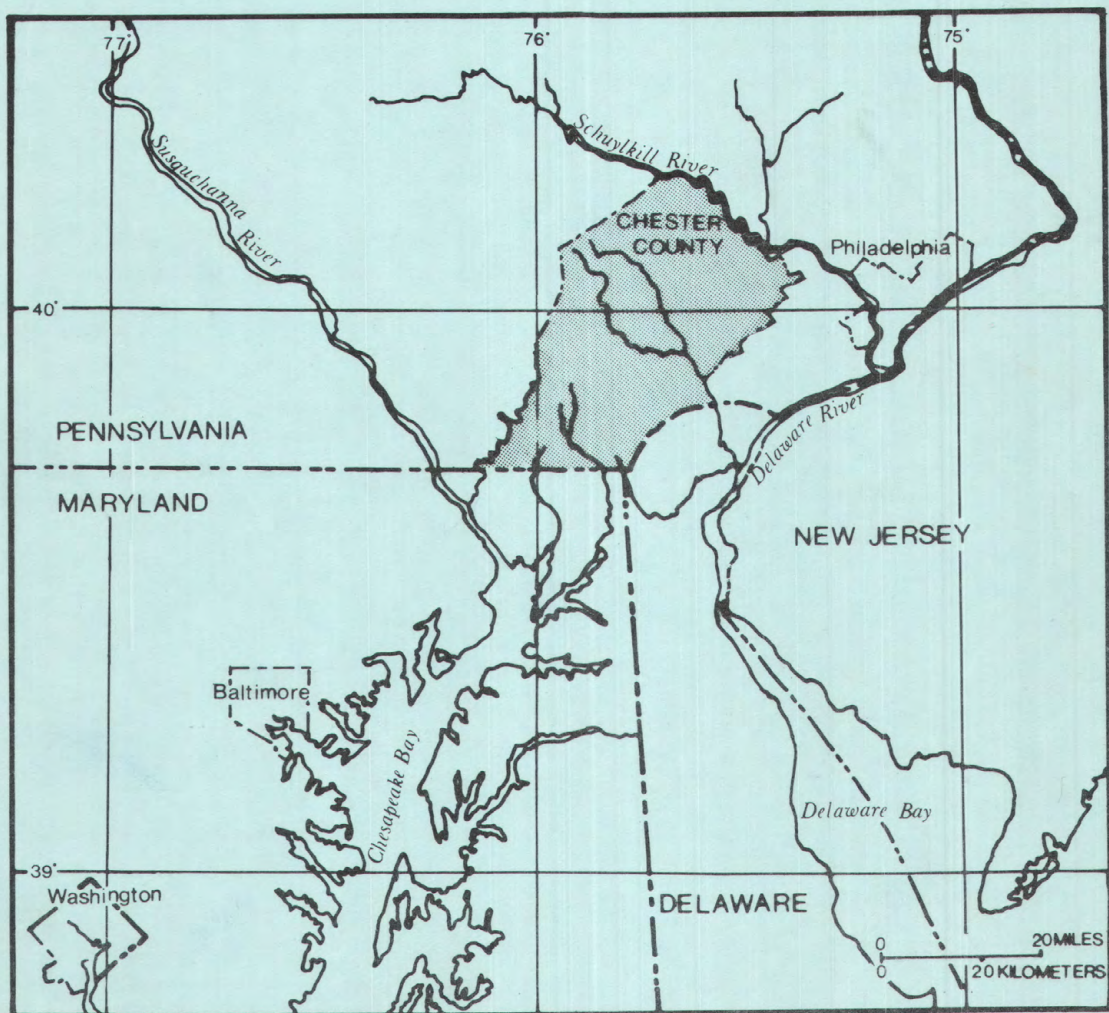 77°
76°
75°
Susquehanna
River
Schuylkill River
CHESTER
COUNTY
Philadelphia
40°
PENNSYLVANIA
MARYLAND
Delaware River
NEW JERSEY
Baltimore
Chesapeake Bay
Delaware Bay
39°
Washington
DELAWARE
0 20 MILES
0 20 KILOMETERS